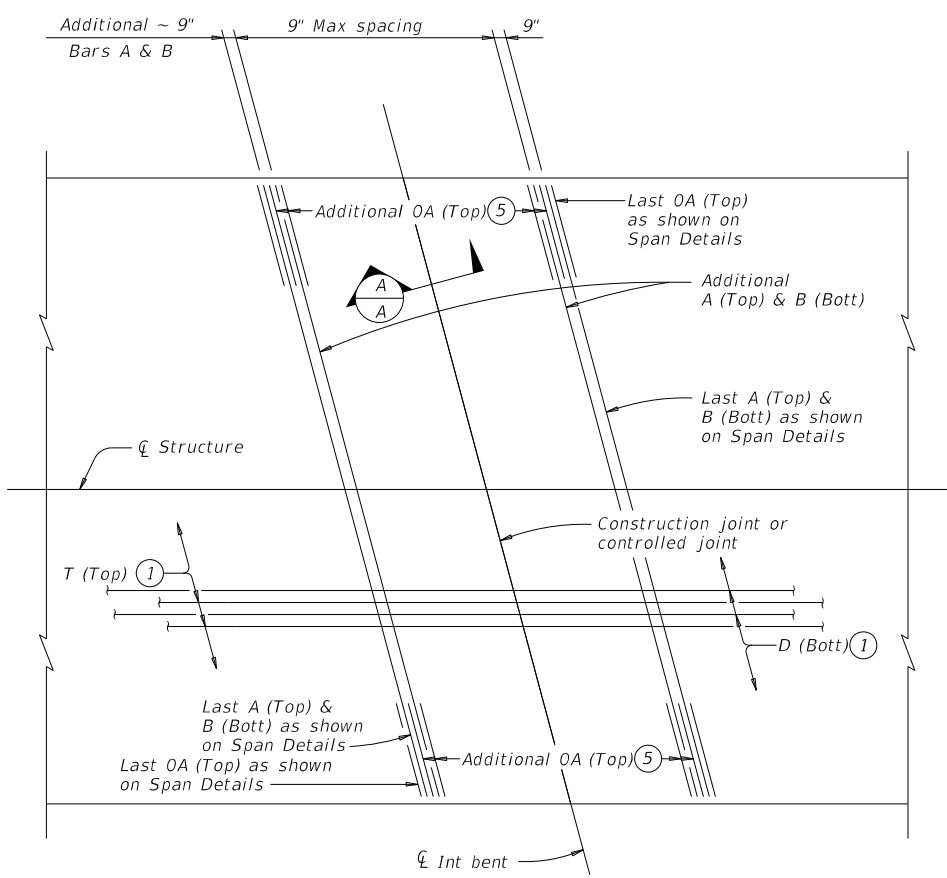 Additional ~ 9"
Bars A & B
9" Max spacing
9"
Additional OA (Top) 5
Last OA (Top)
as shown on
Span Details
A
A
Additional
A (Top) & B (Bott)
Last A (Top) &
B (Bott) as shown
on Span Details
℄ Structure
Construction joint or
controlled joint
T (Top) 1
D (Bott) 1
Last A (Top) &
B (Bott) as shown
on Span Details
Last OA (Top) as shown
on Span Details
Additional OA (Top) 5
℄ Int bent